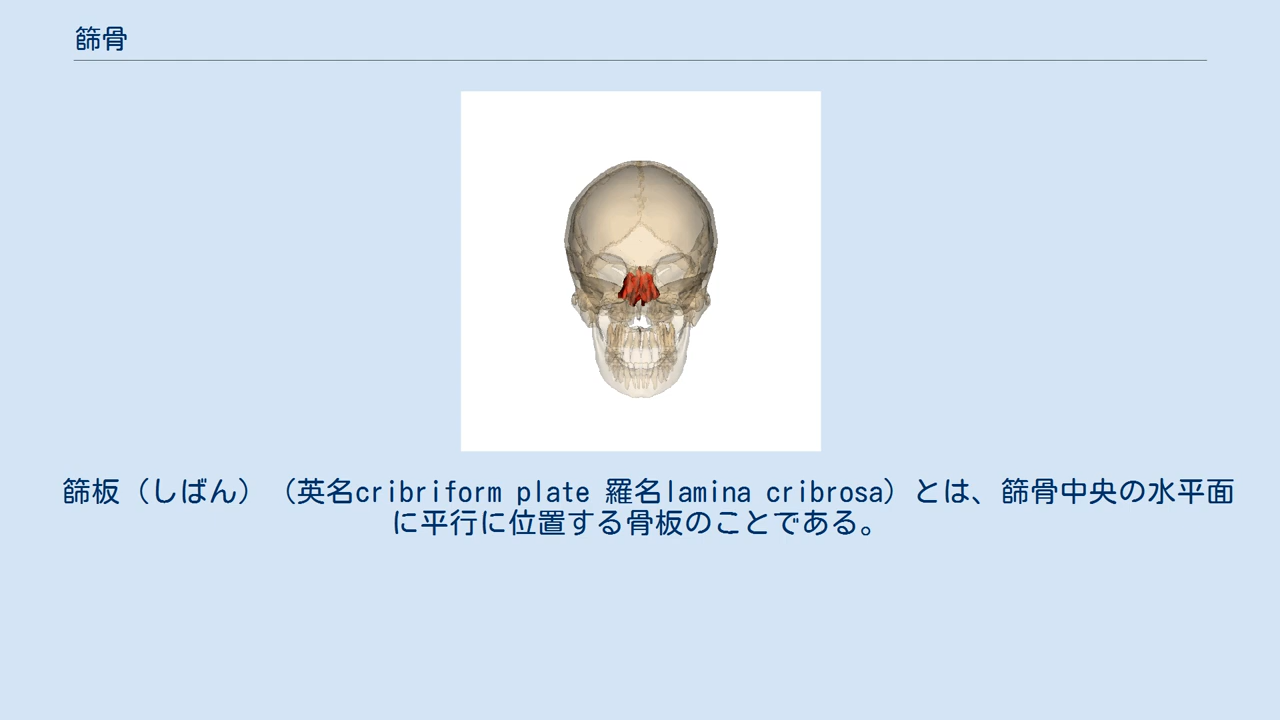 篩骨
篩板（しばん）（英名cribriform plate 羅名lamina cribrosa）とは、篩骨中央の水平面
に平行に位置する骨板のことである。